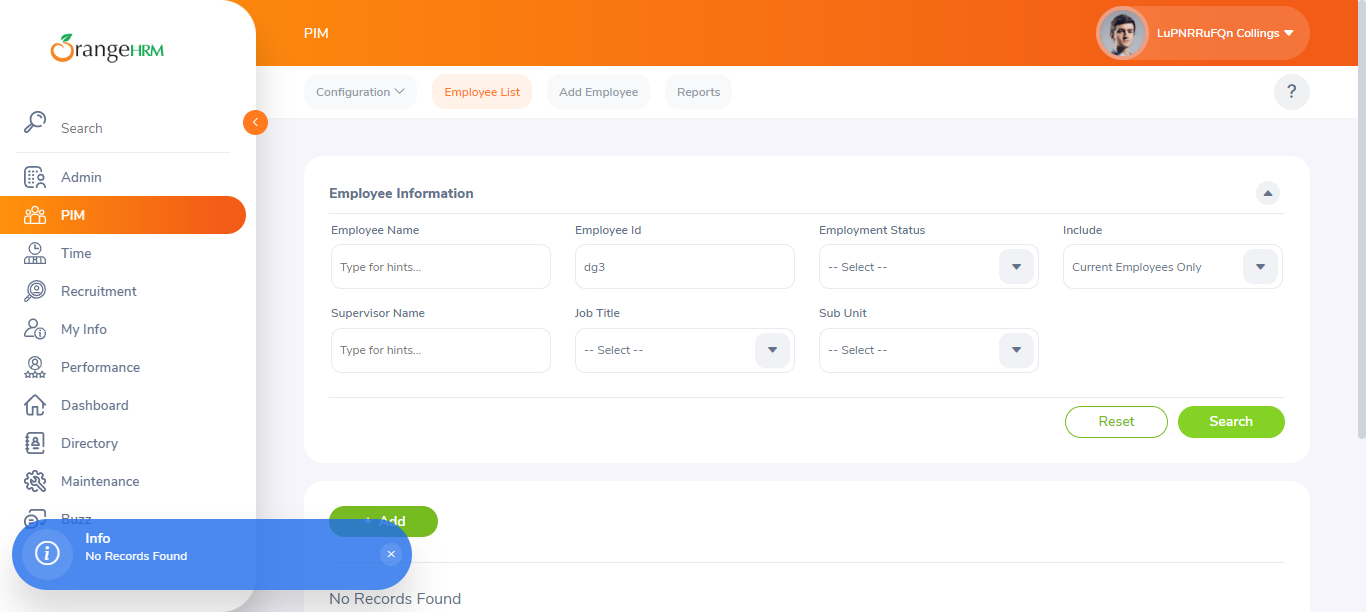 OrangeHRM
PIM
LuPNRRuFQn Collings
Configuration
Employee List
Add Employee
Reports
?
Search
Admin
PIM
Time
Recruitment
My Info
Performance
Dashboard
Directory
Maintenance
Buzz
Employee Information
Employee Name
Employee Id
Employment Status
Include
Type for hints...
dg3
-- Select --
Current Employees Only
Supervisor Name
Job Title
Sub Unit
Type for hints...
-- Select --
-- Select --
Reset
Search
+ Add
Info
No Records Found
No Records Found